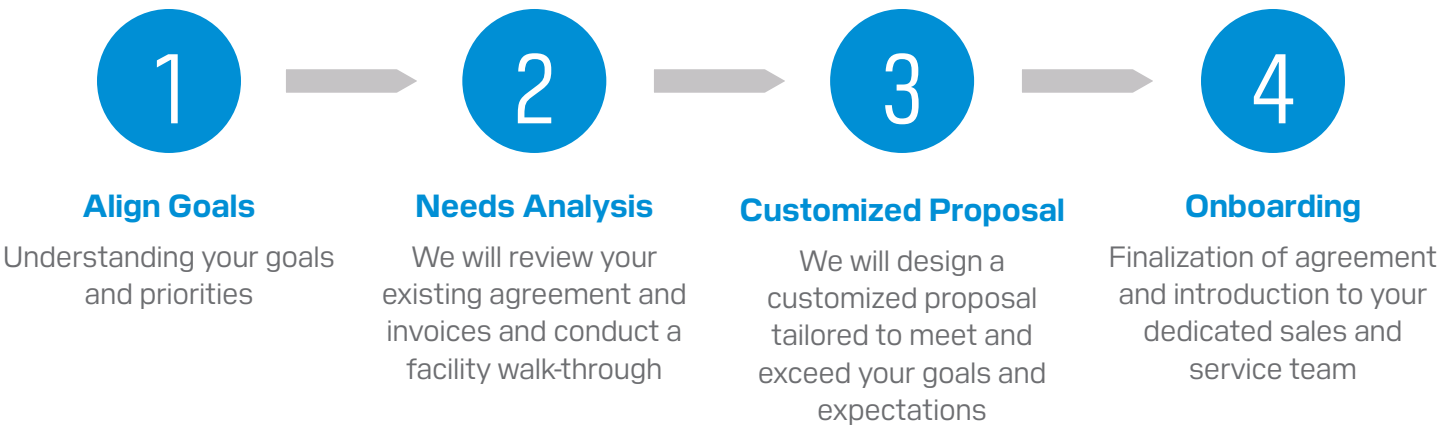 1
Align Goals
Understanding your goals
and priorities
2
Needs Analysis
We will review your
existing agreement and
invoices and conduct a
facility walk-through
3
Customized Proposal
We will design a
customized proposal
tailored to meet and
exceed your goals and
expectations
4
Onboarding
Finalization of agreement
and introduction to your
dedicated sales and
service team